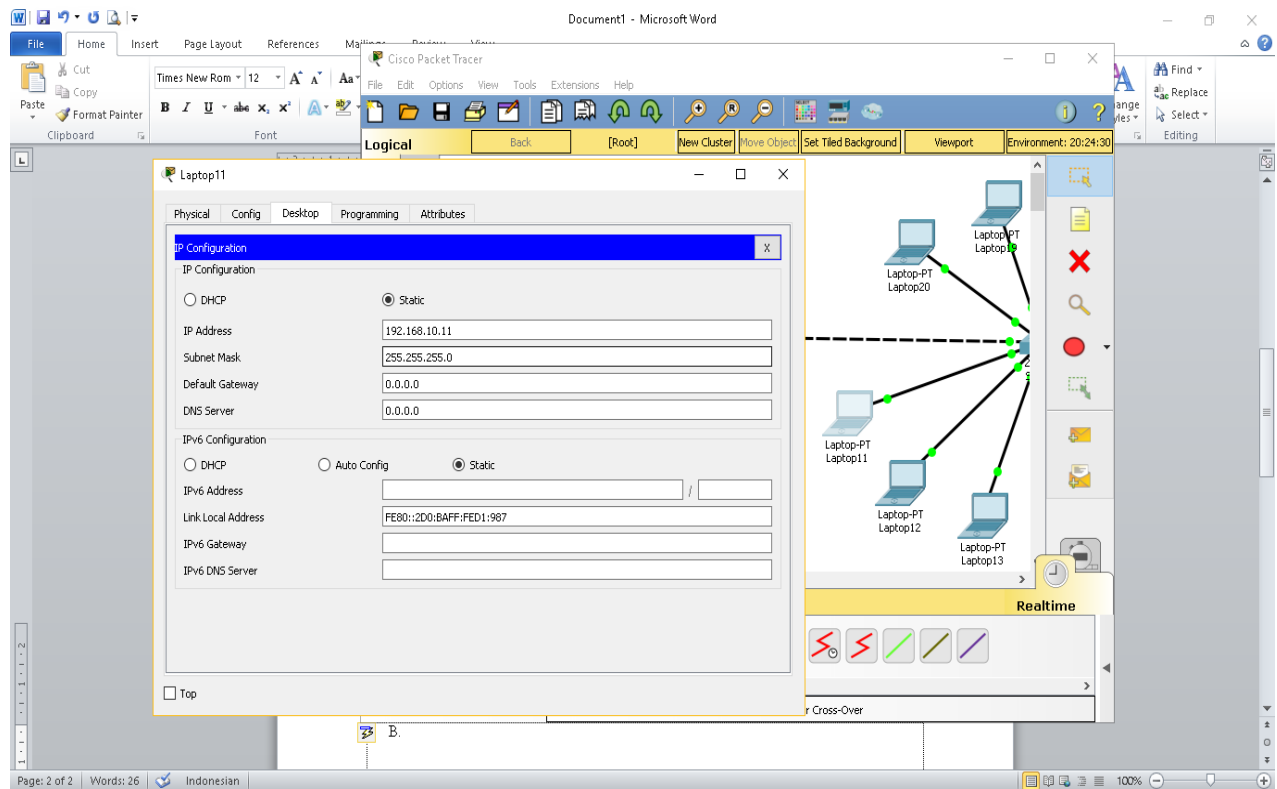 Document1 - Microsoft Word
File Home Insert Page Layout References
Cut
Copy
Paste
Format Painter
Clipboard
Times New Rom 12
Font
Find
Replace
Select
Editing
Cisco Packet Tracer
File Edit Options View Tools Extensions Help
Logical Back [Root] New Cluster Move Object Set Tiled Background Viewport Environment: 20:24:30
Laptop11
Physical Config Desktop Programming Attributes
IP Configuration X
IP Configuration
DHCP Static
IP Address 192.168.10.11
Subnet Mask 255.255.255.0
Default Gateway 0.0.0.0
DNS Server 0.0.0.0
IPv6 Configuration
DHCP Auto Config Static
IPv6 Address /
Link Local Address FE80::2D0:BAFF:FED1:987
IPv6 Gateway
IPv6 DNS Server
Top
Laptop-PT
Laptop19
Laptop-PT
Laptop20
Laptop-PT
Laptop11
Laptop-PT
Laptop12
Laptop-PT
Laptop13
Realtime
r Cross-Over
B.
Page: 2 of 2 Words: 26 Indonesian 100%